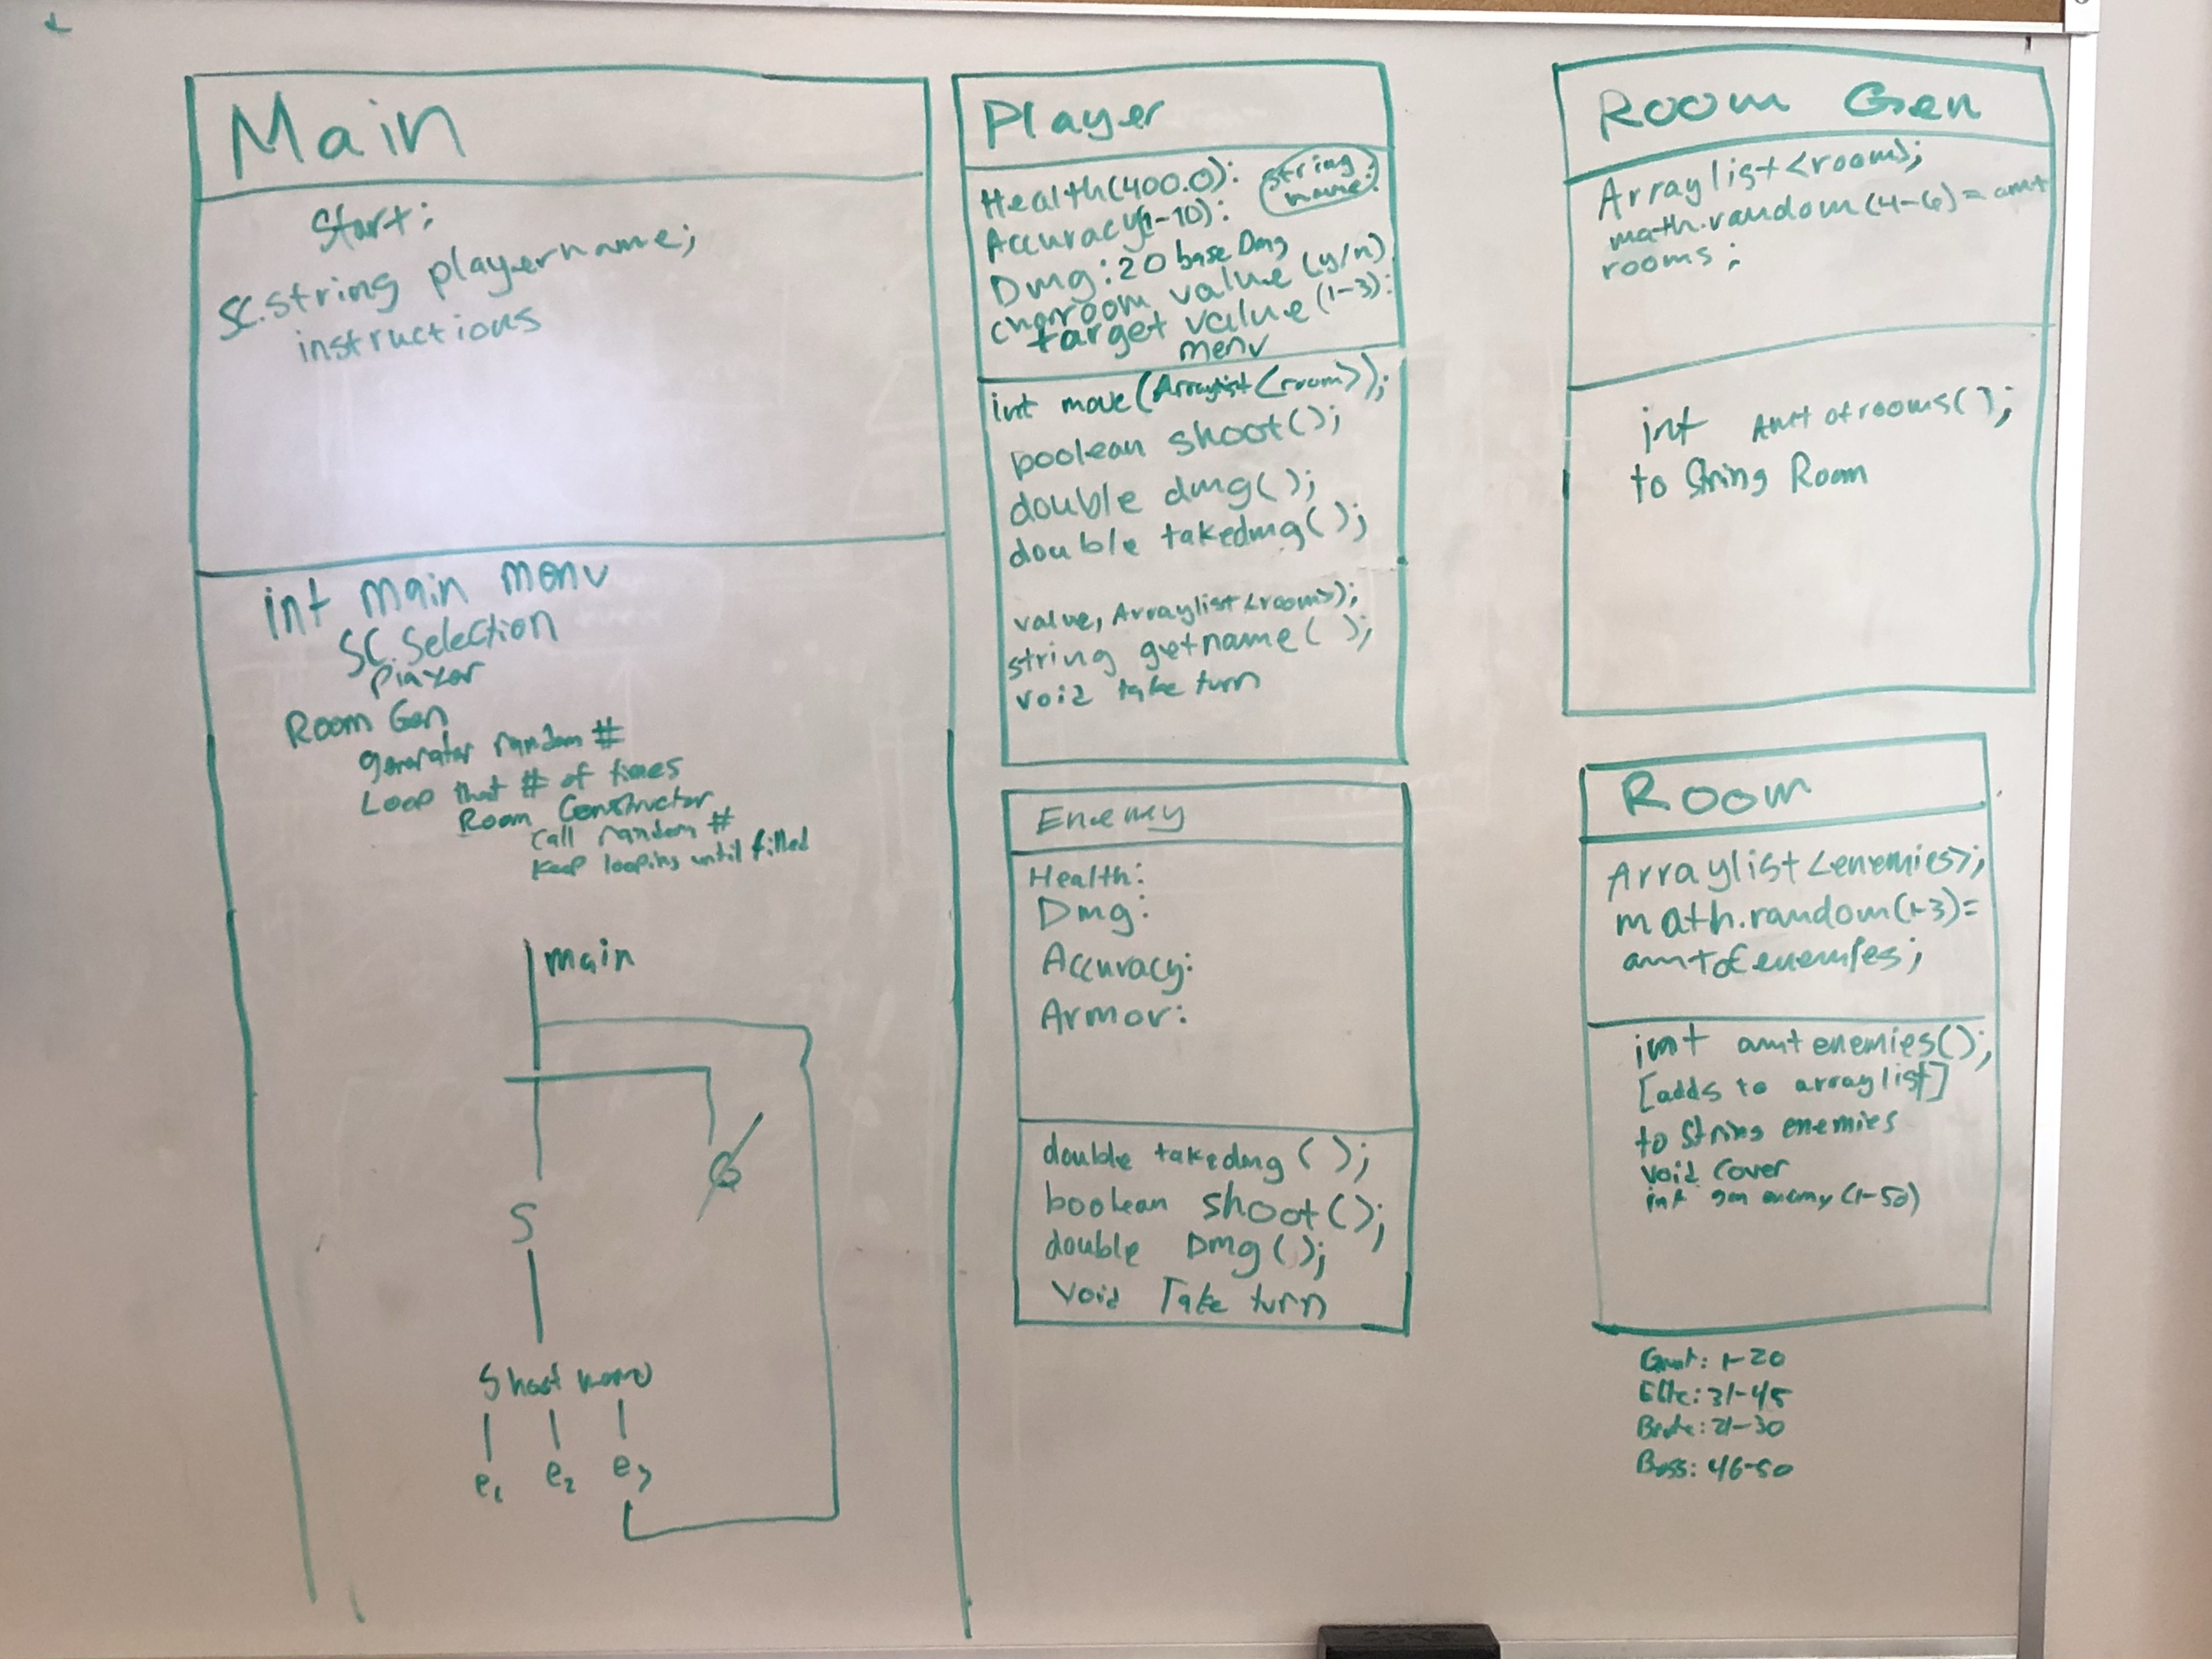 Main
Start:
SC.string playername;
instructions
int main menu
SC.Selection
Player
Room Gen
generator random #
Loop that # of times
Room Constructor
call random #
keep looping until filled
main
S
Shoot menu
e1 e2 e3
Player
Health(400.0): string name:
Accuracy(1-10):
Dmg: 20 base Dmg
room value (y/n)
target value (1-3):
menu
int move(Arraylist<room>);
boolean shoot();
double dmg();
double takedmg();
value, Arraylist<rooms>);
string getname( );
void take turn
Enemy
Health:
Dmg:
Accuracy:
Armor:
double takedmg ( );
boolean shoot();
double Dmg();
void Take turn
Room Gen
Arraylist<room>;
math.random(4-6)= amt
rooms;
int Amt of rooms( );
to String Room
Room
Arraylist<enemies>;
math.random(1-3)=
amtofenemies;
int amt enemies();
[adds to arraylist]
to String enemies
void Cover
int gen enemy (1-50)
Grunt: 1-20
Elite: 31-45
Brute: 21-30
Boss: 46-50